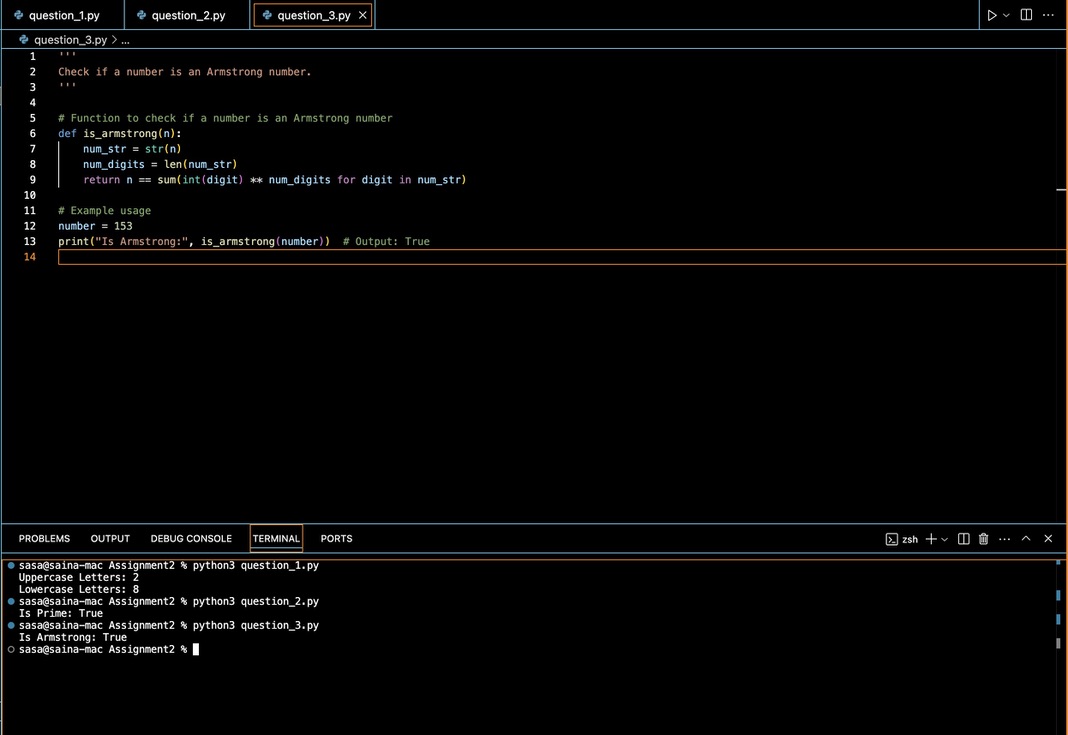 question_1.py question_2.py question_3.py
question_3.py > ...
1 '''
2 Check if a number is an Armstrong number.
3 '''
4
5 # Function to check if a number is an Armstrong number
6 def is_armstrong(n):
7     num_str = str(n)
8     num_digits = len(num_str)
9     return n == sum(int(digit) ** num_digits for digit in num_str)
10
11 # Example usage
12 number = 153
13 print("Is Armstrong:", is_armstrong(number))  # Output: True
14
PROBLEMS OUTPUT DEBUG CONSOLE TERMINAL PORTS zsh
sasa@saina-mac Assignment2 % python3 question_1.py
Uppercase Letters: 2
Lowercase Letters: 8
sasa@saina-mac Assignment2 % python3 question_2.py
Is Prime: True
sasa@saina-mac Assignment2 % python3 question_3.py
Is Armstrong: True
sasa@saina-mac Assignment2 %